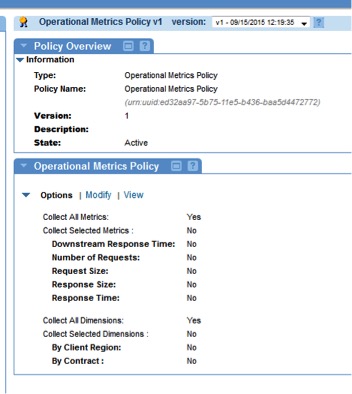 Operational Metrics Policy v1 version: v1 - 09/15/2015 12:19:35 ?
Policy Overview ?
Information
Type: Operational Metrics Policy
Policy Name: Operational Metrics Policy
(urn:uuid:ed32aa97-5b75-11e5-b436-baa5d4472772)
Version: 1
Description:
State: Active
Operational Metrics Policy ?
Options | Modify | View
Collect All Metrics: Yes
Collect Selected Metrics : No
Downstream Response Time: No
Number of Requests: No
Request Size: No
Response Size: No
Response Time: No
Collect All Dimensions: Yes
Collect Selected Dimensions : No
By Client Region: No
By Contract : No